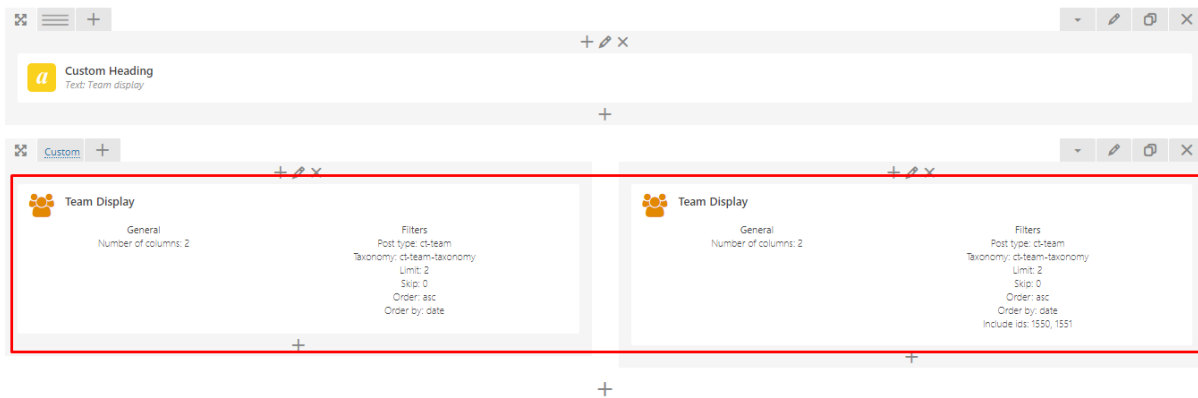 Custom Heading
Text: Team display
Custom
Team Display
General
Number of columns: 2
Filters
Post type: ct-team
Taxonomy: ct-team-taxonomy
Limit: 2
Skip: 0
Order: asc
Order by: date
Team Display
General
Number of columns: 2
Filters
Post type: ct-team
Taxonomy: ct-team-taxonomy
Limit: 2
Skip: 0
Order: asc
Order by: date
Include ids: 1550, 1551